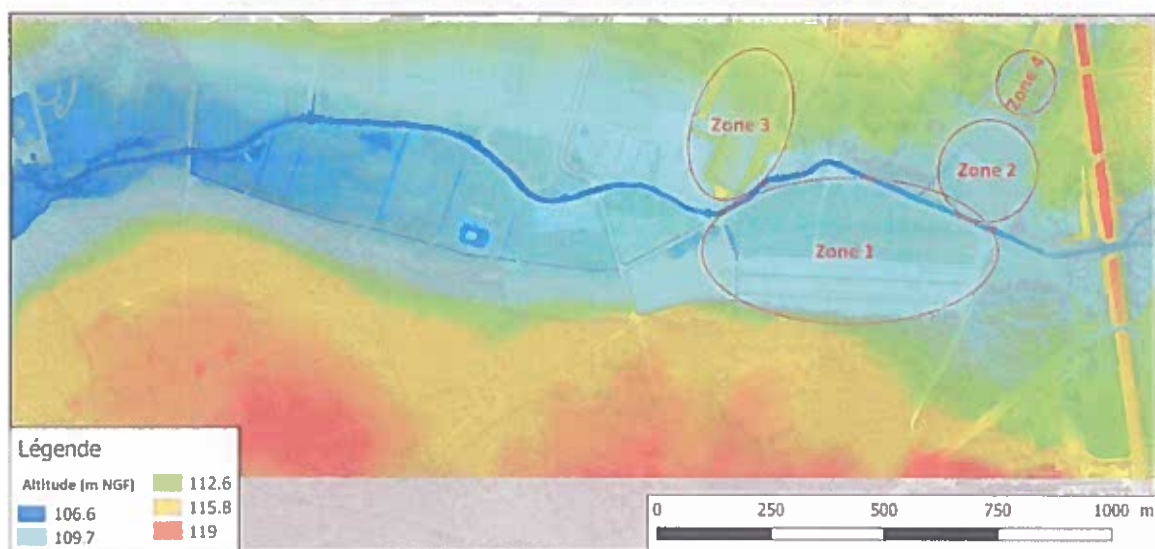 Zone 4
Zone 3
Zone 2
Zone 1
Légende
Altitude (m NGF)
106.6
109.7
112.6
115.8
119
0 250 500 750 1000 m